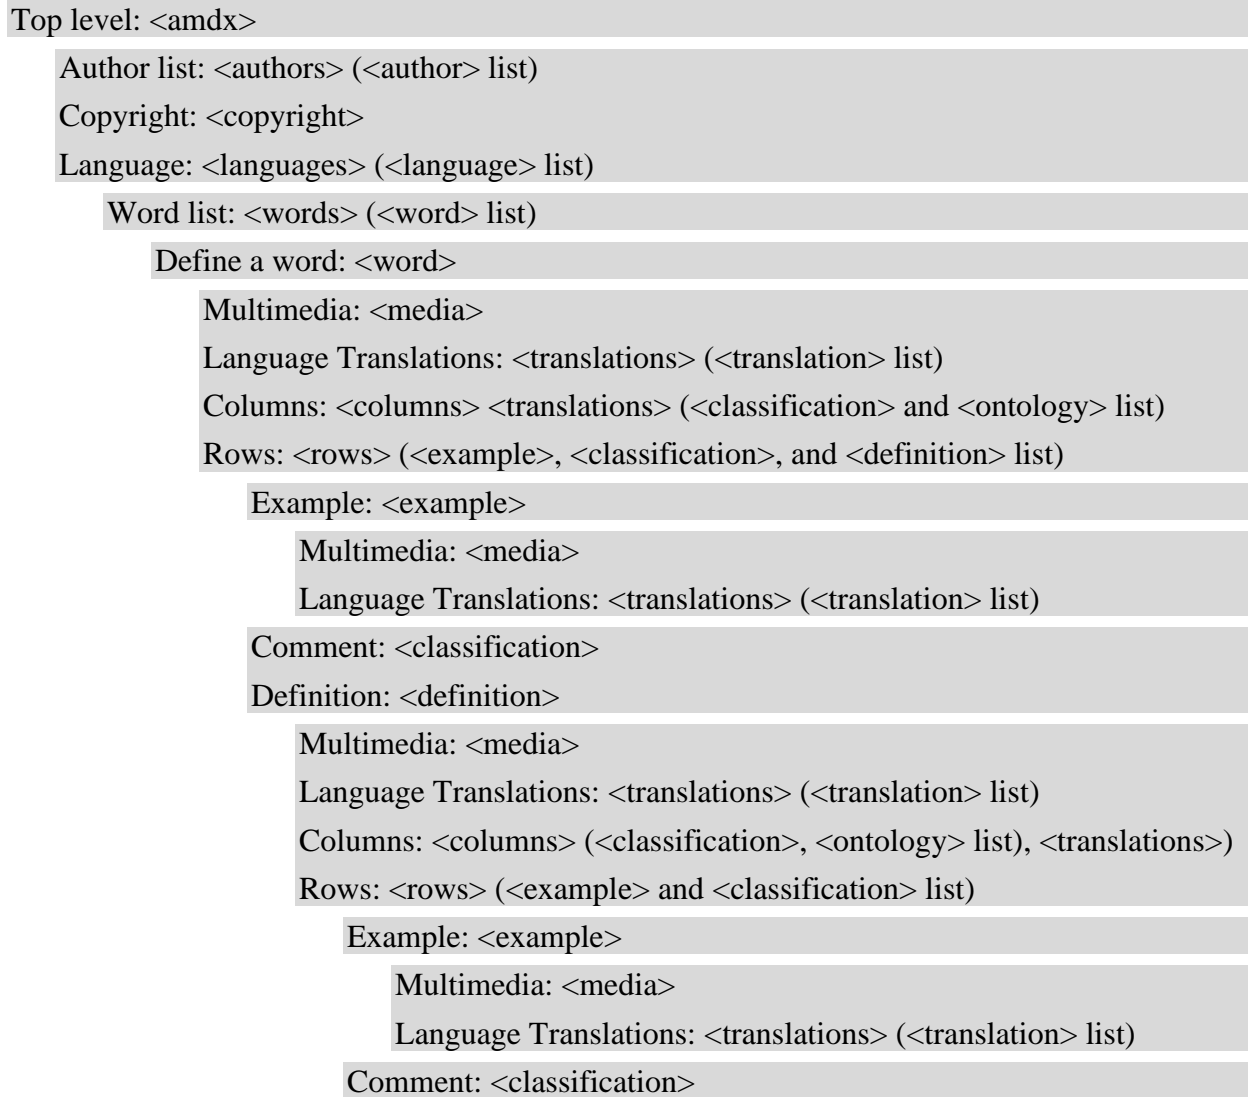 Top level: <amdx>
Author list: <authors> (<author> list)
Copyright: <copyright>
Language: <languages> (<language> list)
Word list: <words> (<word> list)
Define a word: <word>
Multimedia: <media>
Language Translations: <translations> (<translation> list)
Columns: <columns> <translations> (<classification> and <ontology> list)
Rows: <rows> (<example>, <classification>, and <definition> list)
Example: <example>
Multimedia: <media>
Language Translations: <translations> (<translation> list)
Comment: <classification>
Definition: <definition>
Multimedia: <media>
Language Translations: <translations> (<translation> list)
Columns: <columns> (<classification>, <ontology> list), <translations>)
Rows: <rows> (<example> and <classification> list)
Example: <example>
Multimedia: <media>
Language Translations: <translations> (<translation> list)
Comment: <classification>